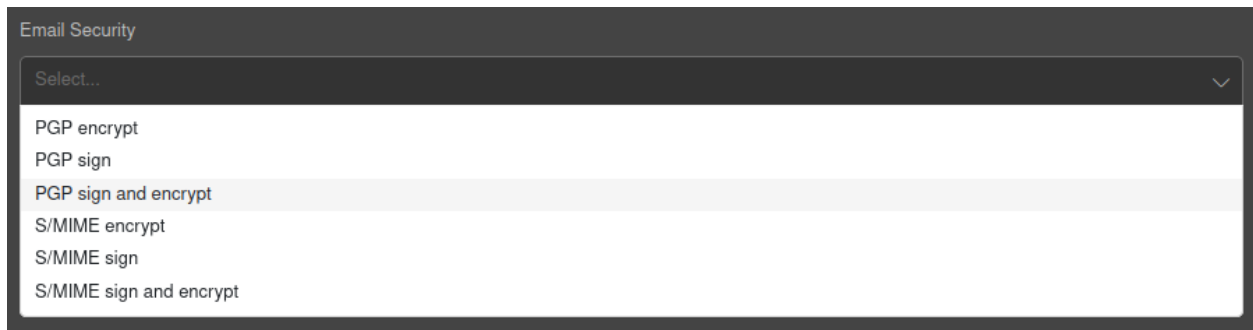 Email Security
Select...
PGP encrypt
PGP sign
PGP sign and encrypt
S/MIME encrypt
S/MIME sign
S/MIME sign and encrypt